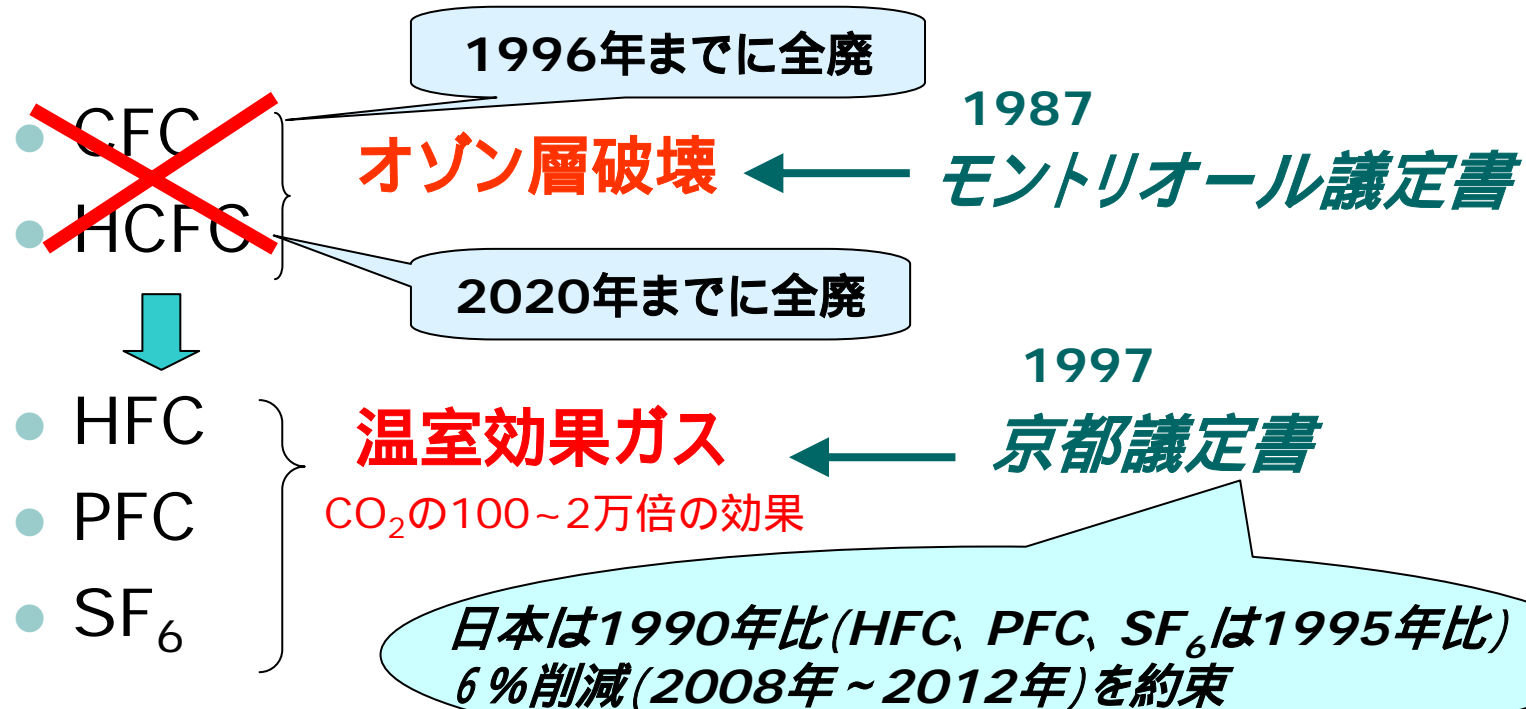 1996年までに全廃
• CFC
オゾン層破壊
1987
モントリオール議定書
• HCFC
2020年までに全廃
• HFC
温室効果ガス
1997
京都議定書
• PFC
CO₂の100~2万倍の効果
• SF₆
日本は1990年比(HFC、PFC、SF₆は1995年比)
6%削減(2008年~2012年)を約束